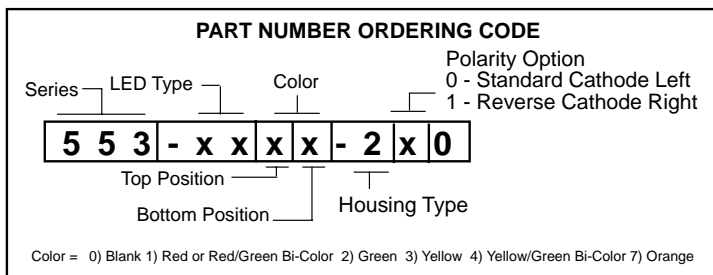 PART NUMBER ORDERING CODE
Polarity Option
0 - Standard Cathode Left
1 - Reverse Cathode Right
Series
LED Type
Color
5 5 3 - x x x x - 2 x 0
Top Position
Bottom Position
Housing Type
Color = 0) Blank 1) Red or Red/Green Bi-Color 2) Green 3) Yellow 4) Yellow/Green Bi-Color 7) Orange